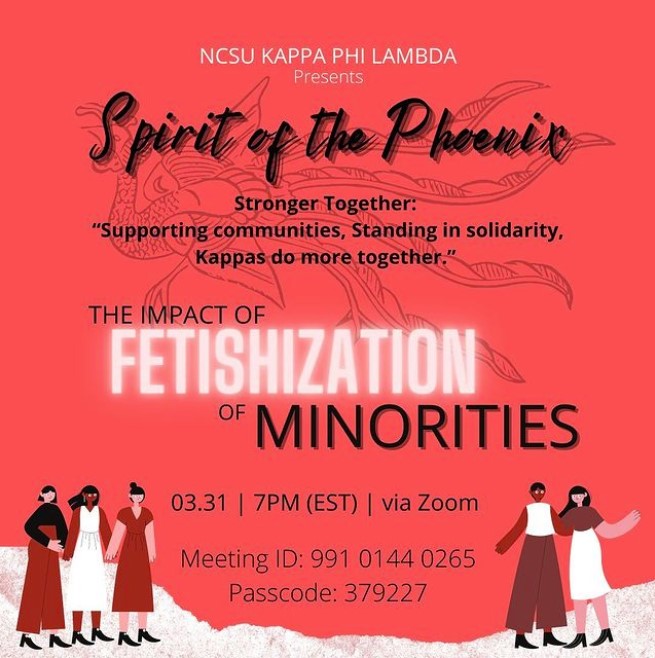 NCSU KAPPA PHI LAMBDA
Presents
Spirit of the Phoenix
Stronger Together:
“Supporting communities, Standing in solidarity,
Kappas do more together.”
THE IMPACT OF
FETISHIZATION
OF MINORITIES
03.31 | 7PM (EST) | via Zoom
Meeting ID: 991 0144 0265
Passcode: 379227